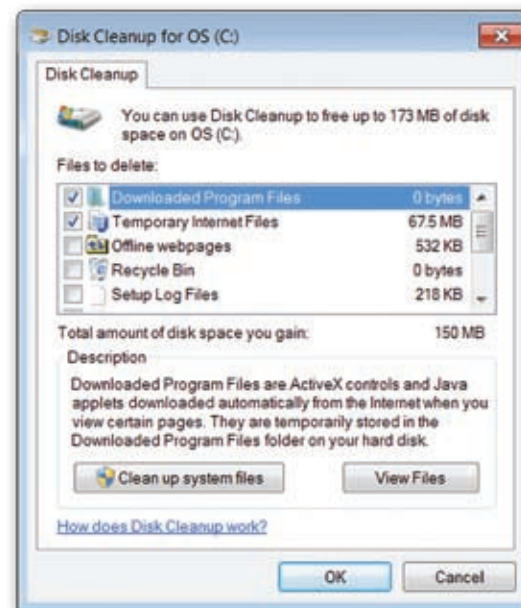 Disk Cleanup for OS (C:)
Disk Cleanup
You can use Disk Cleanup to free up to 173 MB of disk
space on OS (C:).
Files to delete:
Downloaded Program Files 0 bytes
Temporary Internet Files 67.5 MB
Offline webpages 532 KB
Recycle Bin 0 bytes
Setup Log Files 218 KB
Total amount of disk space you gain: 150 MB
Description
Downloaded Program Files are ActiveX controls and Java
applets downloaded automatically from the Internet when you
view certain pages. They are temporarily stored in the
Downloaded Program Files folder on your hard disk.
Clean up system files View Files
How does Disk Cleanup work?
OK Cancel